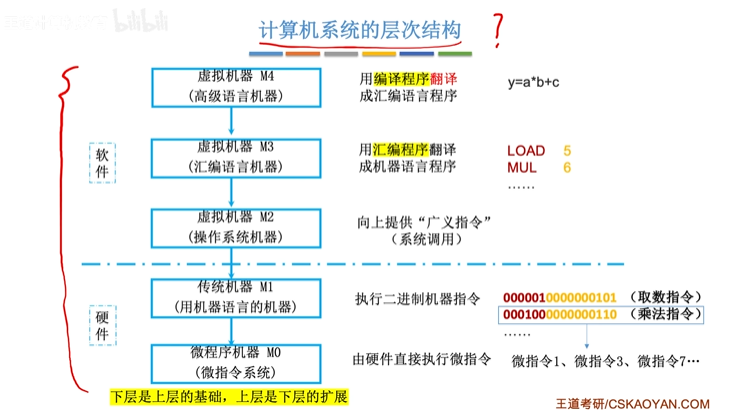 bilibili
计算机系统的层次结构
?
虚拟机器 M4
(高级语言机器)
用编译程序翻译
成汇编语言程序
y=a*b+c
软件
虚拟机器 M3
(汇编语言机器)
用汇编程序翻译
成机器语言程序
LOAD 5
MUL 6
……
虚拟机器 M2
(操作系统机器)
向上提供“广义指令”
(系统调用)
硬件
传统机器 M1
(用机器语言的机器)
执行二进制机器指令
000001 0000000101 (取数指令)
000100 0000000110 (乘法指令)
……
微程序机器 M0
(微指令系统)
由硬件直接执行微指令
微指令1、微指令3、微指令7…
下层是上层的基础，上层是下层的扩展
王道考研/CSKAOYAN.COM